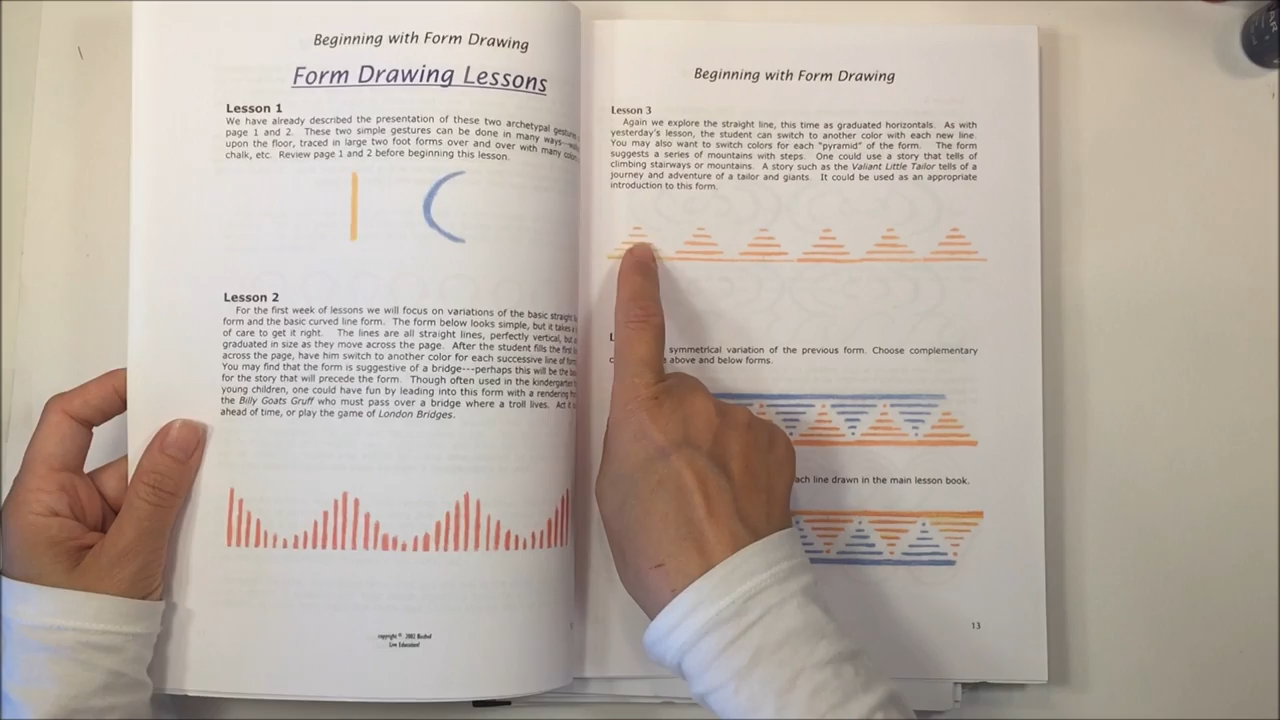 Beginning with Form Drawing
Form Drawing Lessons
Lesson 1
We have already described the presentation of these two archetypal
page 1 and 2. These two simple gestures can be done in many ways
upon the floor, traced in large two foot forms over and over with many
chalk, etc. Review page 1 and 2 before beginning this lesson.
Lesson 2
For the first week of lessons we will focus on variations of the basic straight
form and the basic curved line form. The form below looks simple, but it takes
of care to get it right. The lines are all straight lines, perfectly vertical, but
graduated in size as they move across the page. After the student fills the first
across the page, have him switch to another color for each successive line of
You may find that the form is suggestive of a bridge---perhaps this will be the
for the story that will precede the form. Though often used in the kindergarten
young children, one could have fun by leading into this form with a rendering
the Billy Goats Gruff who must pass over a bridge where a troll lives. Act it
ahead of time, or play the game of London Bridges.
copyright © 2002
Live Education!
Beginning with Form Drawing
Lesson 3
Again we explore the straight line, this time as graduated horizontals. As with
yesterday's lesson, the student can switch to another color with each new line.
You may also want to switch colors for each "pyramid" of the form. The form
suggests a series of mountains with steps. One could use a story that tells of
climbing stairways or mountains. A story such as the Valiant Little Tailor tells of a
journey and adventure of a tailor and giants. It could be used as an appropriate
introduction to this form.
symmetrical variation of the previous form. Choose complementary
above and below forms.
ach line drawn in the main lesson book.
13